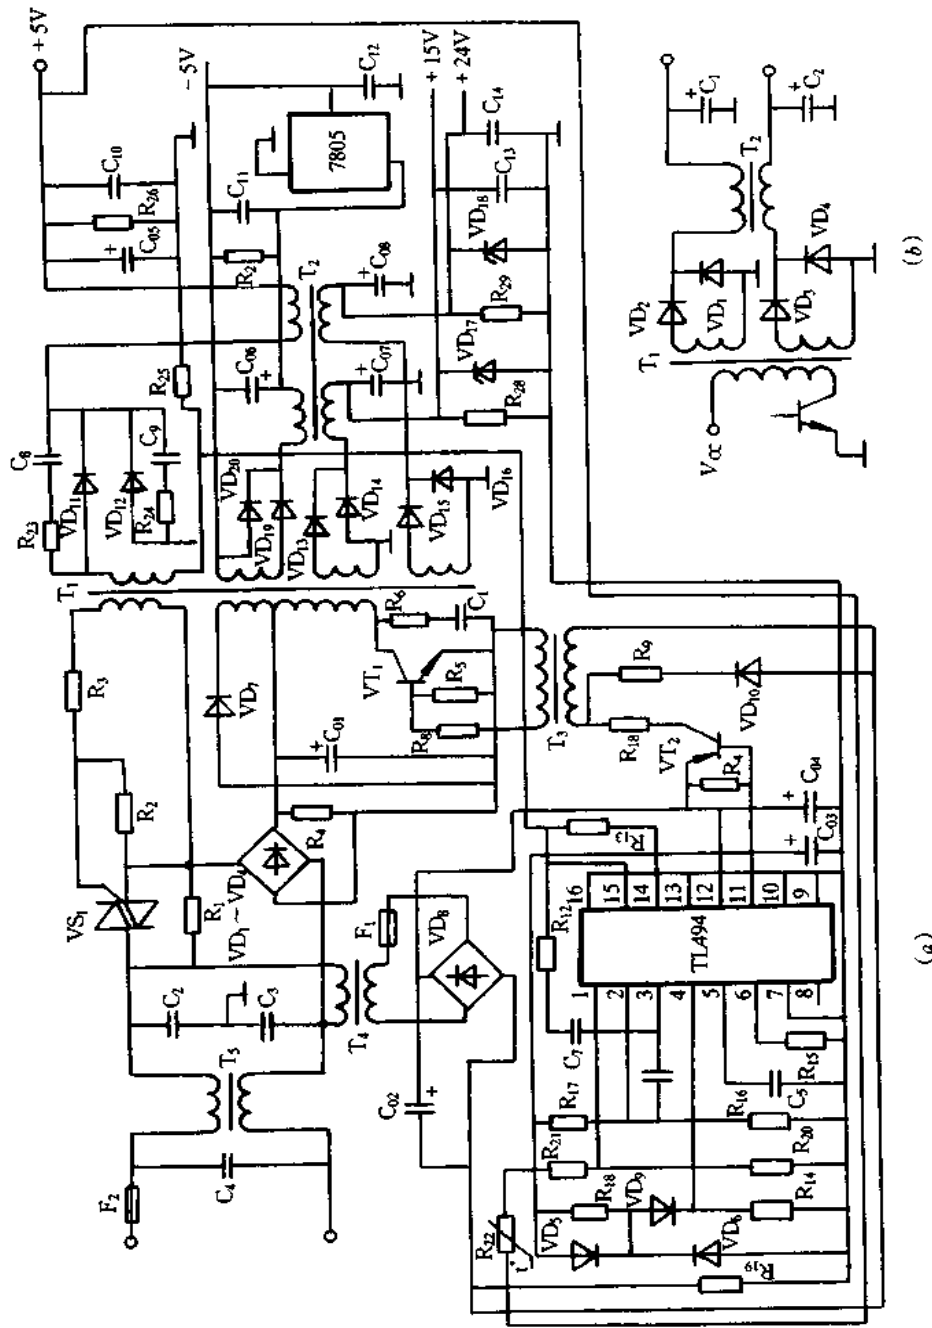 +5V
-5V
+15V
+24V
C₁₀
R₂₆
C₀₅
C₁₁
R₂
7805
C₁₂
C₈
R₂₃
VD₁₁
VD₁₂
C₉
R₂₄
R₂₅
T₂
C₀₆
C₀₇
C₀₈
VD₂₀
VD₁₉
VD₁₃
VD₁₄
VD₁₅
VD₁₆
VD₁₇
VD₁₈
R₂₈
R₂₉
C₁₃
C₁₄
T₁
R₃
R₂
VS₁
R₁
VD₁~VD₄
R₄
VD₇
C₀₁
VT₁
R₆
C₁
R₅
R₈
T₃
R₉
R₁₈
VD₁₀
VT₂
R₄
C₀₄
C₀₃
F₂
C₄
T₅
C₂
C₃
T₄
F₁
VD₈
C₀₂
R₁₂
R₁₃
C₇
TL494
1
2
3
4
5
6
7
8
16
15
14
13
12
11
10
9
R₁₇
R₂₁
R₁₆
R₂₀
C₅
R₁₅
R₂₂
t°
VD₅
R₁₈
VD₉
VD₆
R₁₄
R₁₉
(a)
V_CC
T₁
VD₂
VD₁
VD₃
VD₄
T₂
C₁
C₂
(b)